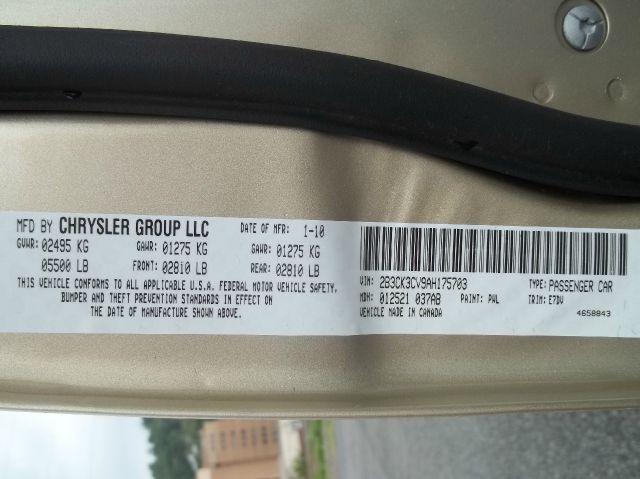 MFD BY CHRYSLER GROUP LLC DATE OF MFR: 1-10
GVWR: 02495 KG GAWR: 01275 KG GAWR: 01275 KG
05500 LB FRONT: 02810 LB REAR: 02810 LB
THIS VEHICLE CONFORMS TO ALL APPLICABLE U.S.A. FEDERAL MOTOR VEHICLE SAFETY,
BUMPER AND THEFT PREVENTION STANDARDS IN EFFECT ON
THE DATE OF MANUFACTURE SHOWN ABOVE.
VIN: 2B3CK3CV9AH175703 TYPE: PASSENGER CAR
MDH: 012521 037AB PAINT: PWL TRIM: E7DV
VEHICLE MADE IN CANADA 4658843